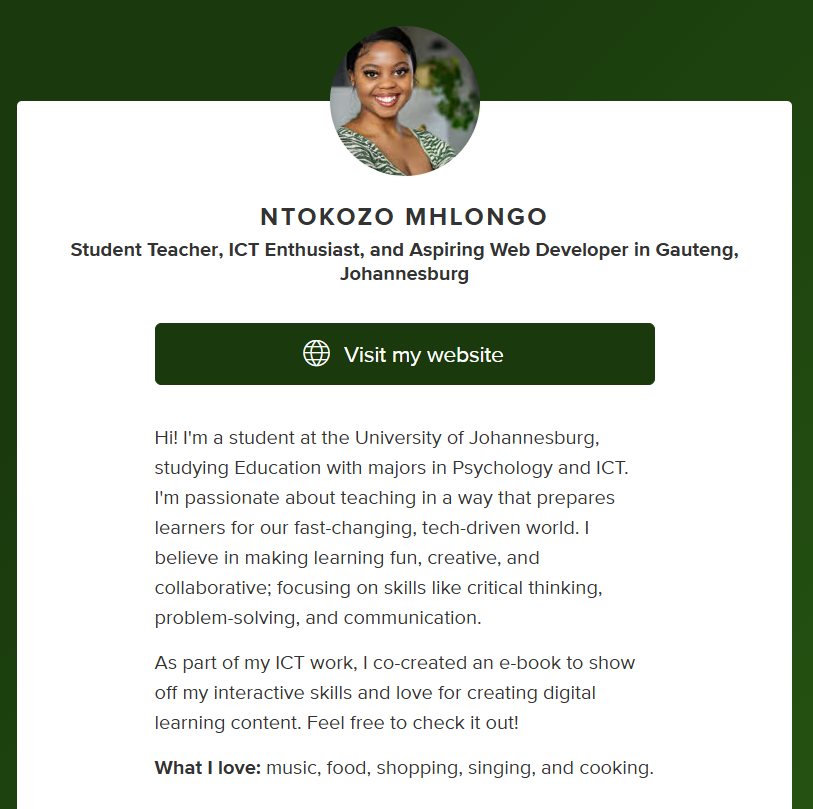 NTOKOZO MHLONGO
Student Teacher, ICT Enthusiast, and Aspiring Web Developer in Gauteng,
Johannesburg
Visit my website
Hi! I'm a student at the University of Johannesburg,
studying Education with majors in Psychology and ICT.
I'm passionate about teaching in a way that prepares
learners for our fast-changing, tech-driven world. I
believe in making learning fun, creative, and
collaborative; focusing on skills like critical thinking,
problem-solving, and communication.
As part of my ICT work, I co-created an e-book to show
off my interactive skills and love for creating digital
learning content. Feel free to check it out!
What I love: music, food, shopping, singing, and cooking.